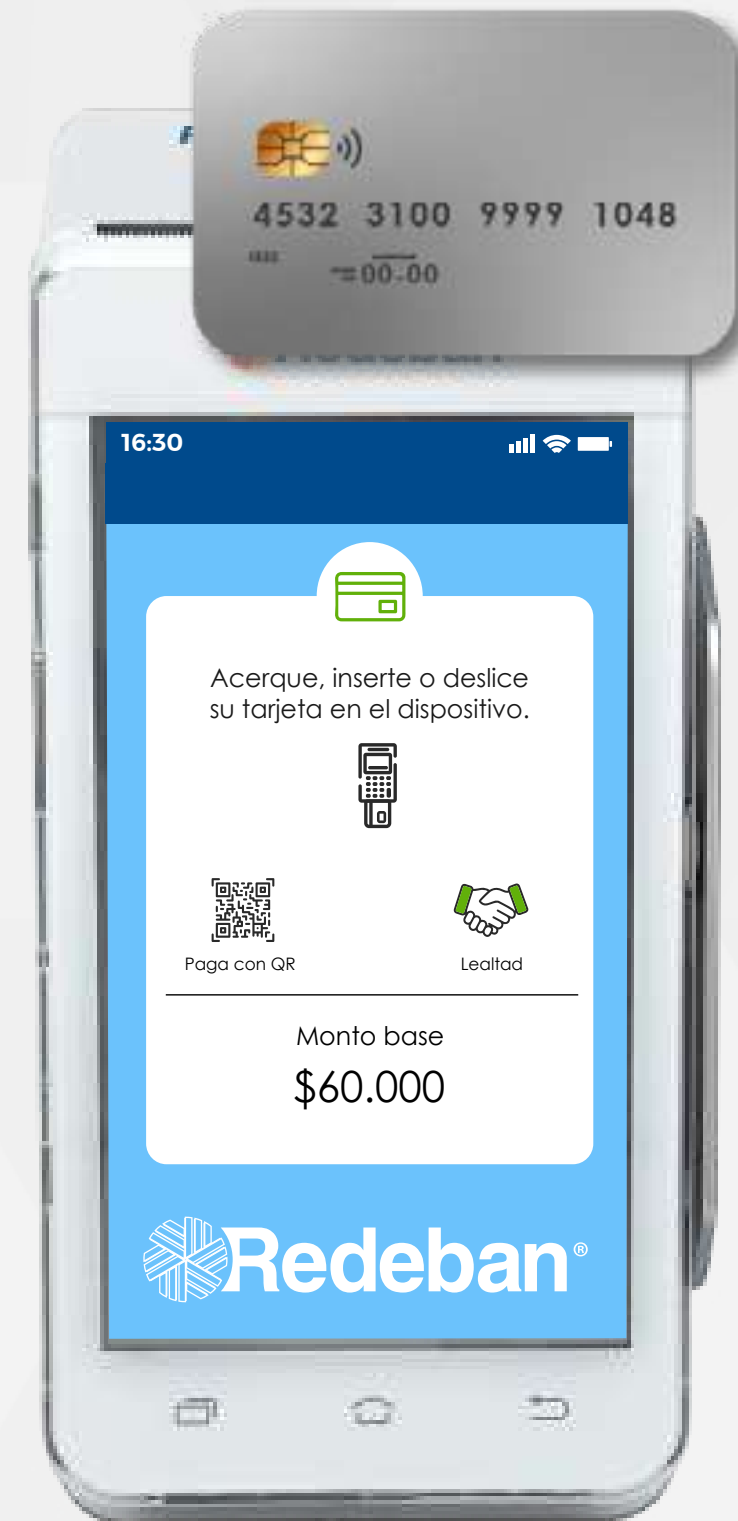 4532 3100 9999 1048
00-00
16:30
Acerque, inserte o deslice
su tarjeta en el dispositivo.
Paga con QR
Lealtad
Monto base
$60.000
Redeban®